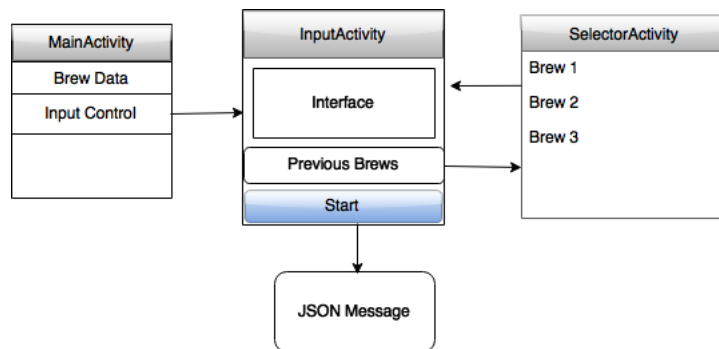 MainActivity
Brew Data
Input Control
InputActivity
Interface
Previous Brews
Start
SelectorActivity
Brew 1
Brew 2
Brew 3
JSON Message